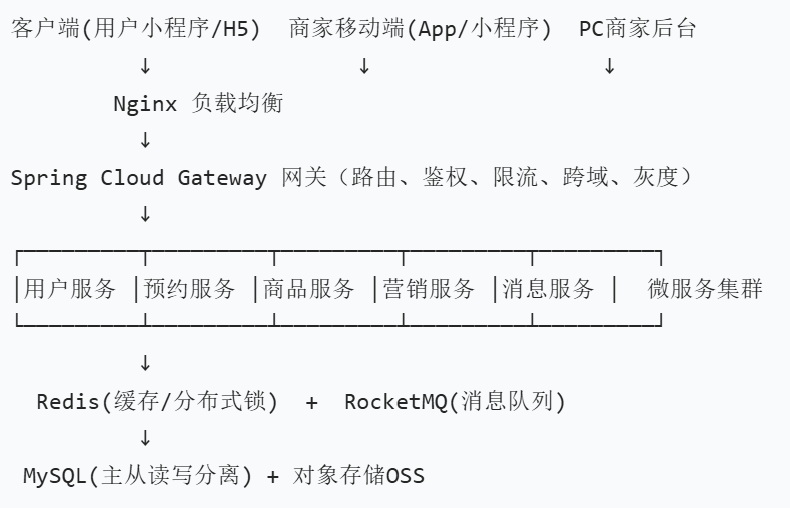 客户端(用户小程序/H5)  商家移动端(App/小程序)  PC商家后台
↓ ↓ ↓
Nginx 负载均衡
↓
Spring Cloud Gateway 网关（路由、鉴权、限流、跨域、灰度）
↓
│用户服务 │预约服务 │商品服务 │营销服务 │消息服务 │  微服务集群
↓
Redis(缓存/分布式锁)  +  RocketMQ(消息队列)
↓
MySQL(主从读写分离) + 对象存储OSS